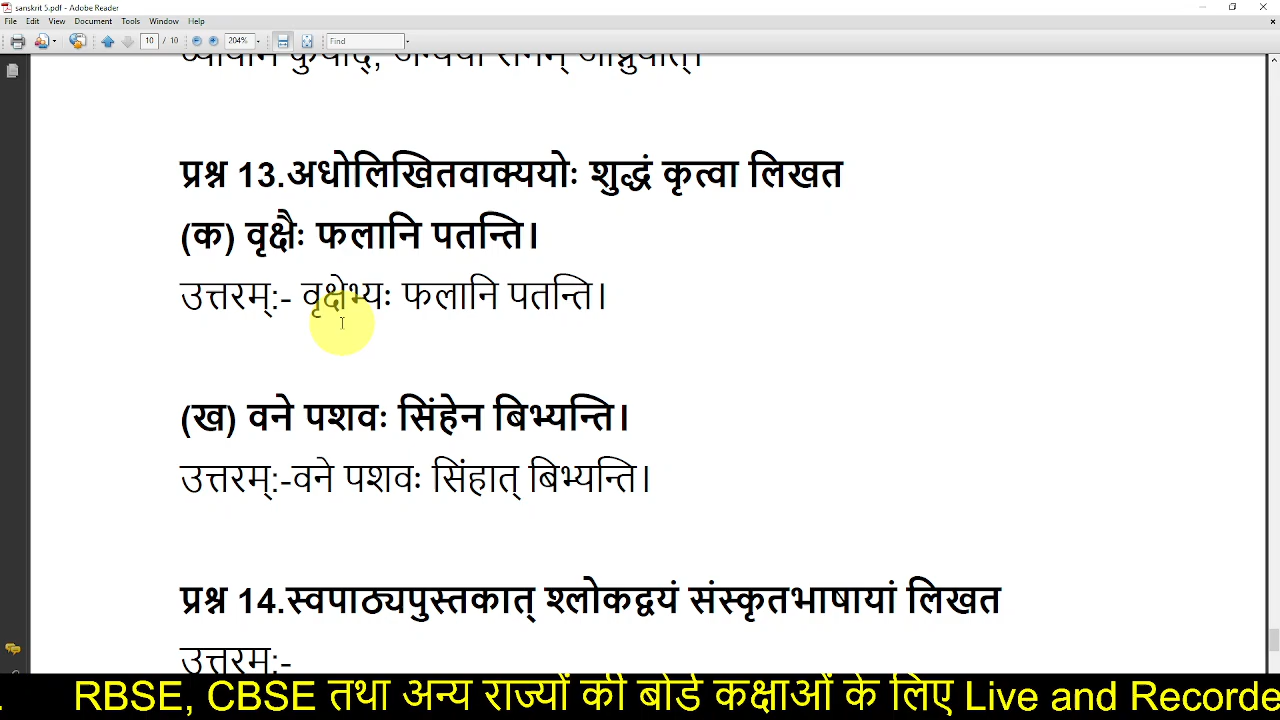 sanskrit 5.pdf - Adobe Reader
File Edit View Document Tools Window Help
10 / 10 204% Find
प्रश्न 13.अधोलिखितवाक्ययोः शुद्धं कृत्वा लिखत
(क) वृक्षैः फलानि पतन्ति।
उत्तरम्:- वृक्षेभ्यः फलानि पतन्ति।
(ख) वने पशवः सिंहेन बिभ्यन्ति।
उत्तरम्:-वने पशवः सिंहात् बिभ्यन्ति।
प्रश्न 14.स्वपाठ्यपुस्तकात् श्लोकद्वयं संस्कृतभाषायां लिखत
उत्तरम्:-
. RBSE, CBSE तथा अन्य राज्यों की बोर्ड कक्षाओं के लिए Live and Recorde